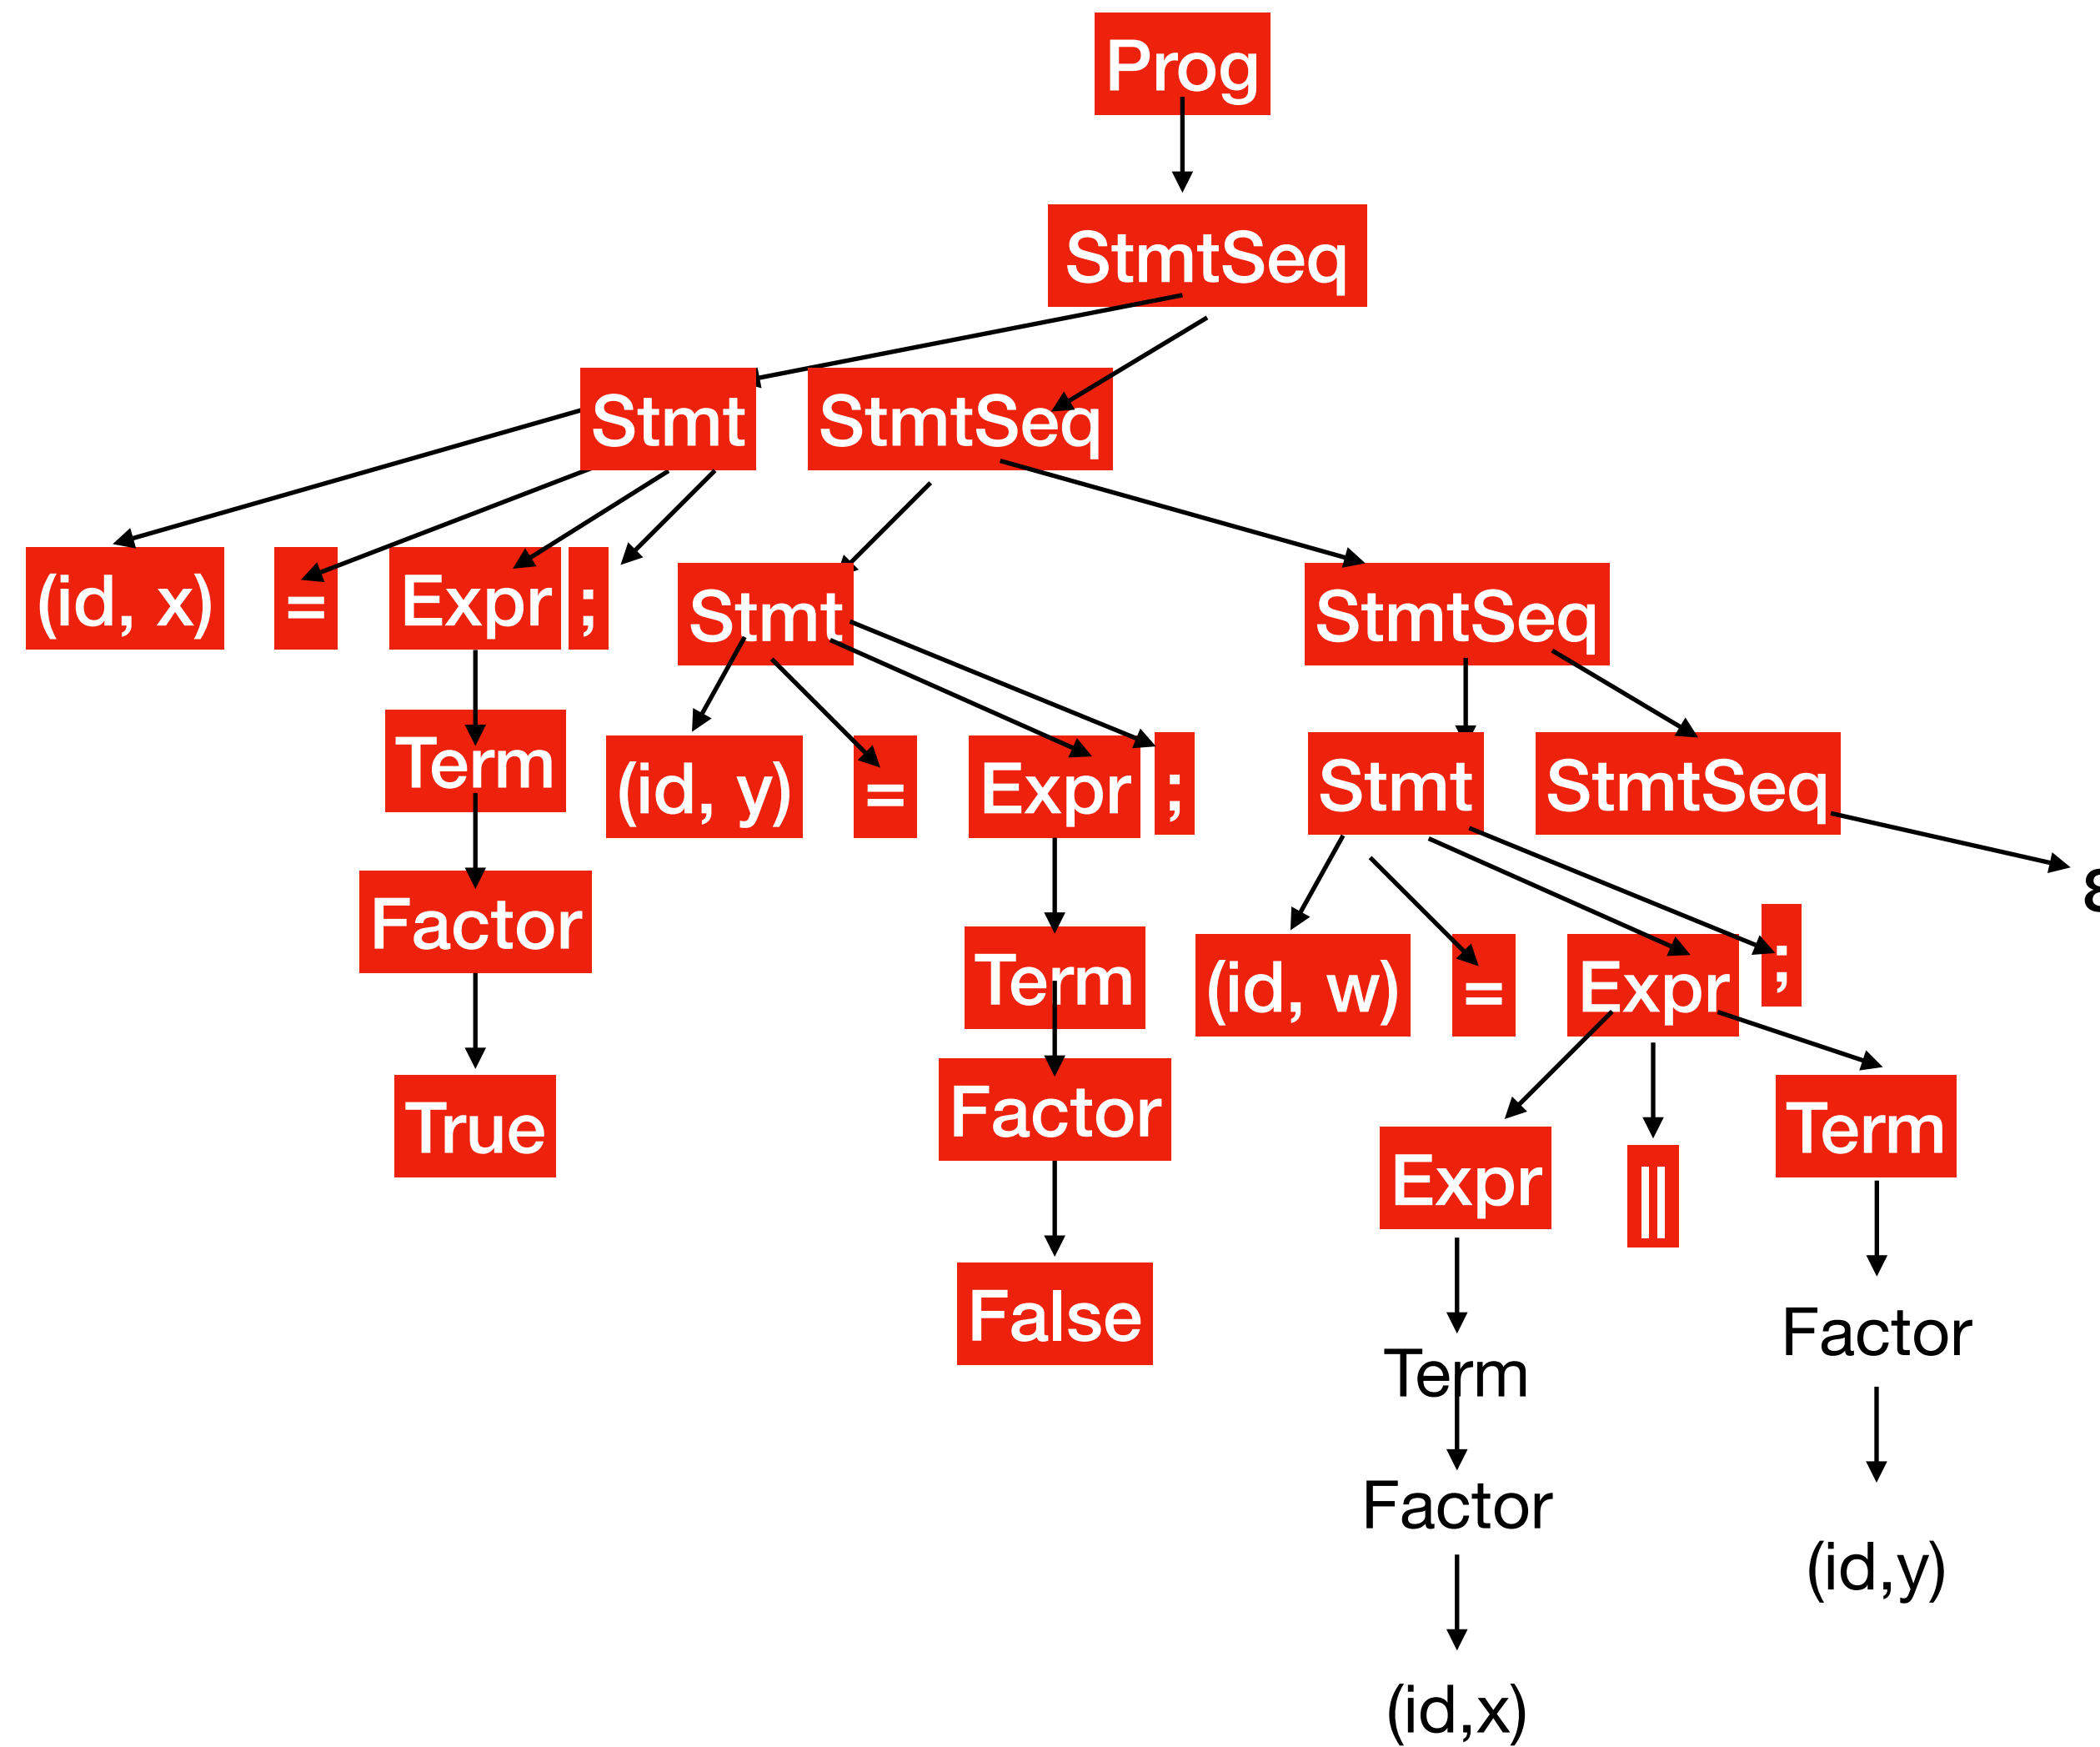 Prog
StmtSeq
Stmt StmtSeq
(id, x) = Expr ; Stmt StmtSeq
Term (id, y) = Expr ; Stmt StmtSeq
Factor Term (id, w) = Expr ;
True Factor Expr || Term
False Term Factor
Factor (id,y)
(id,x)